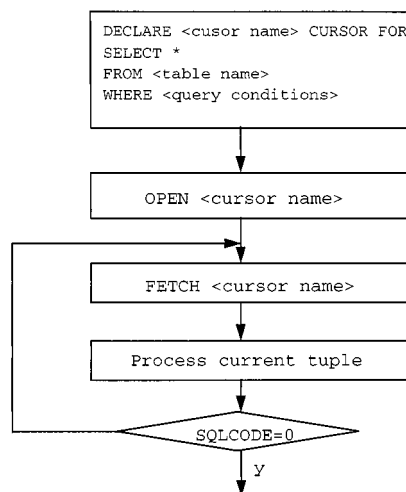 DECLARE <cusor name> CURSOR FOR
SELECT *
FROM <table name>
WHERE <query conditions>
OPEN <cursor name>
FETCH <cursor name>
Process current tuple
SQLCODE=0
y